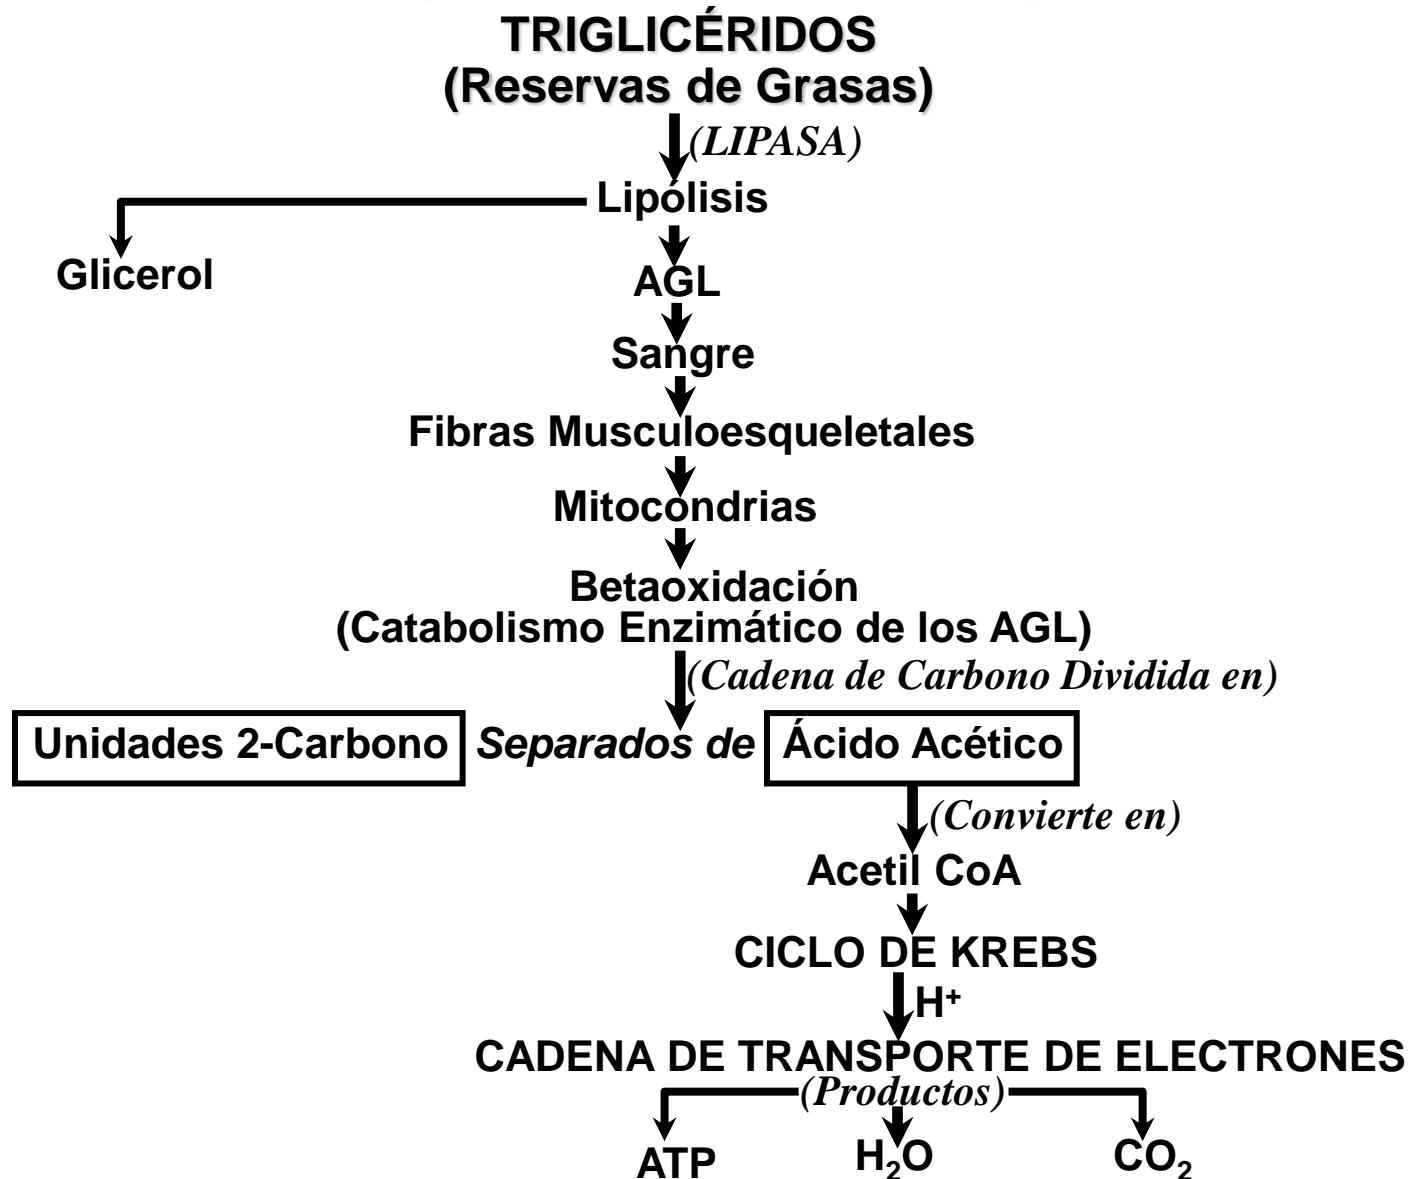 TRIGLICÉRIDOS
(Reservas de Grasas)
(LIPASA)
Lipólisis
Glicerol
AGL
Sangre
Fibras Musculoesqueletales
Mitocondrias
Betaoxidación
(Catabolismo Enzimático de los AGL)
(Cadena de Carbono Dividida en)
Unidades 2-Carbono Separados de Ácido Acético
(Convierte en)
Acetil CoA
CICLO DE KREBS
H⁺
CADENA DE TRANSPORTE DE ELECTRONES
(Productos)
ATP H₂O CO₂